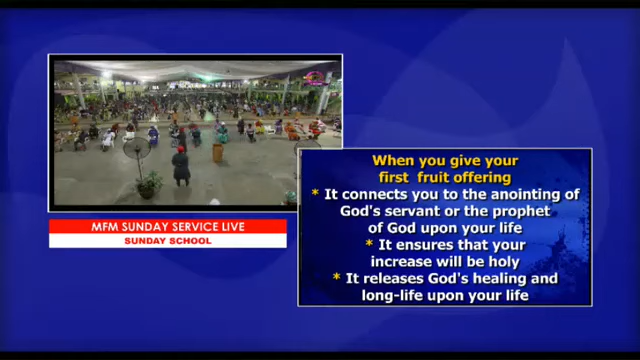 MFM SUNDAY SERVICE LIVE
SUNDAY SCHOOL
When you give your
first fruit offering
* It connects you to the anointing of
God's servant or the prophet
of God upon your life
* It ensures that your
increase will be holy
* It releases God's healing and
long-life upon your life